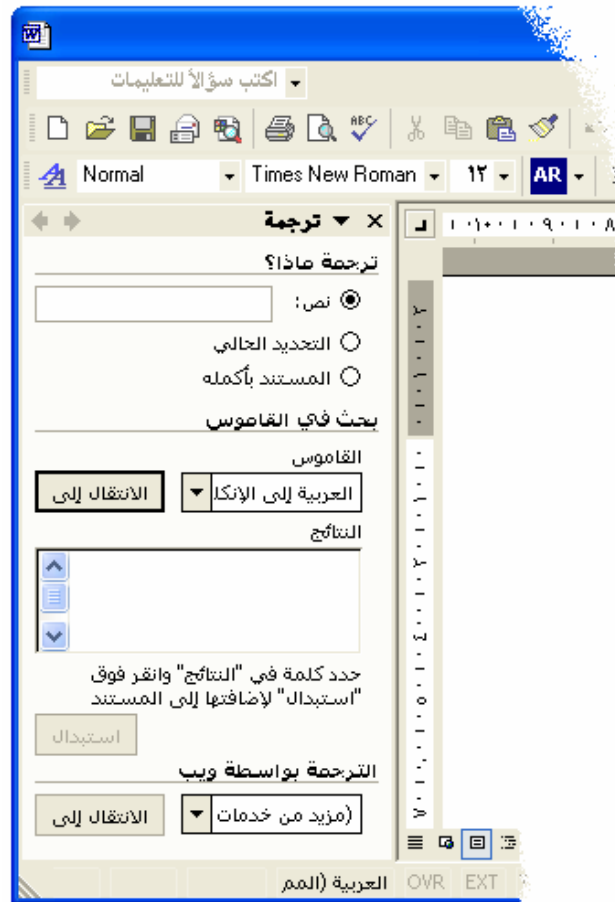 اكتب سؤالاً للتعليمات
ABC
Normal Times New Roman ١٢ AR
ترجمة
ترجمة ماذا؟
نص:
التحديد الحالي
المستند بأكمله
بحث في القاموس
القاموس
العربية إلى الإنكل الانتقال إلى
النتائج
حدد كلمة في "النتائج" وانقر فوق
"استبدال" لإضافتها إلى المستند
استبدال
الترجمة بواسطة ويب
(مزيد من خدمات الانتقال إلى
العربية (المم OVR EXT